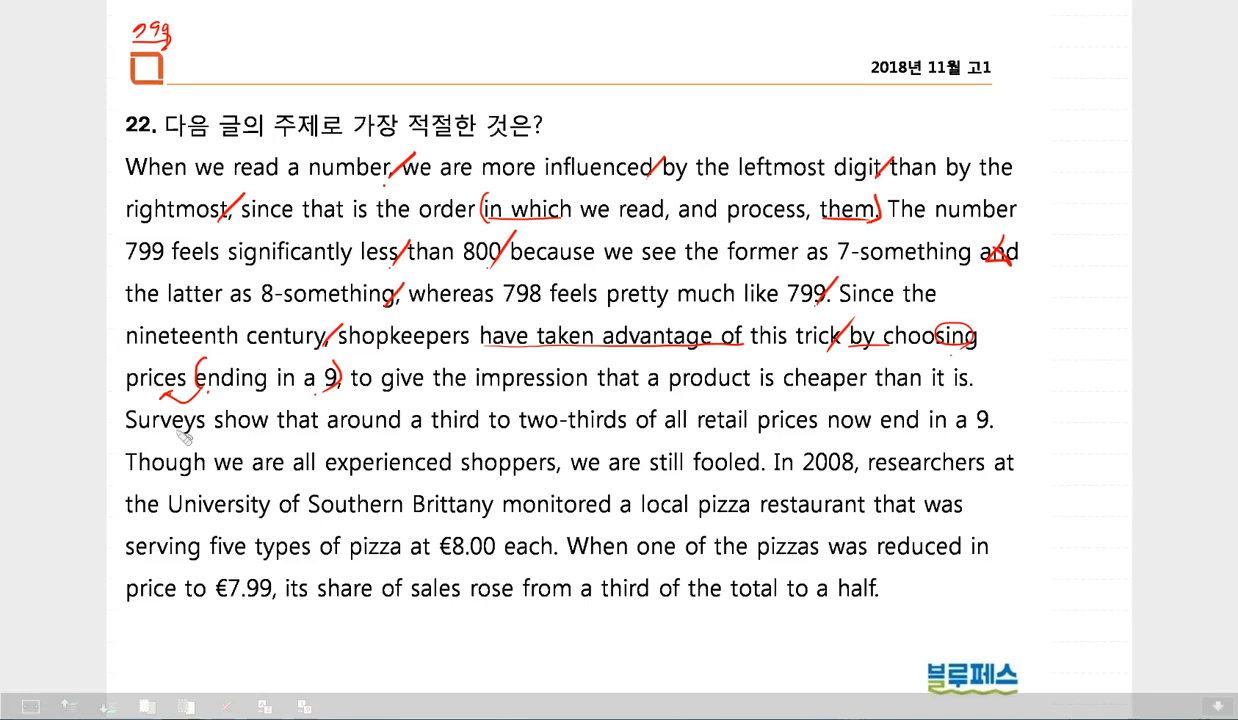 799
2018년 11월 고1
22. 다음 글의 주제로 가장 적절한 것은?
When we read a number, we are more influenced by the leftmost digit than by the
rightmost, since that is the order in which we read, and process, them. The number
799 feels significantly less than 800 because we see the former as 7-something and
the latter as 8-something, whereas 798 feels pretty much like 799. Since the
nineteenth century, shopkeepers have taken advantage of this trick by choosing
prices ending in a 9, to give the impression that a product is cheaper than it is.
Surveys show that around a third to two-thirds of all retail prices now end in a 9.
Though we are all experienced shoppers, we are still fooled. In 2008, researchers at
the University of Southern Brittany monitored a local pizza restaurant that was
serving five types of pizza at €8.00 each. When one of the pizzas was reduced in
price to €7.99, its share of sales rose from a third of the total to a half.
블루페스